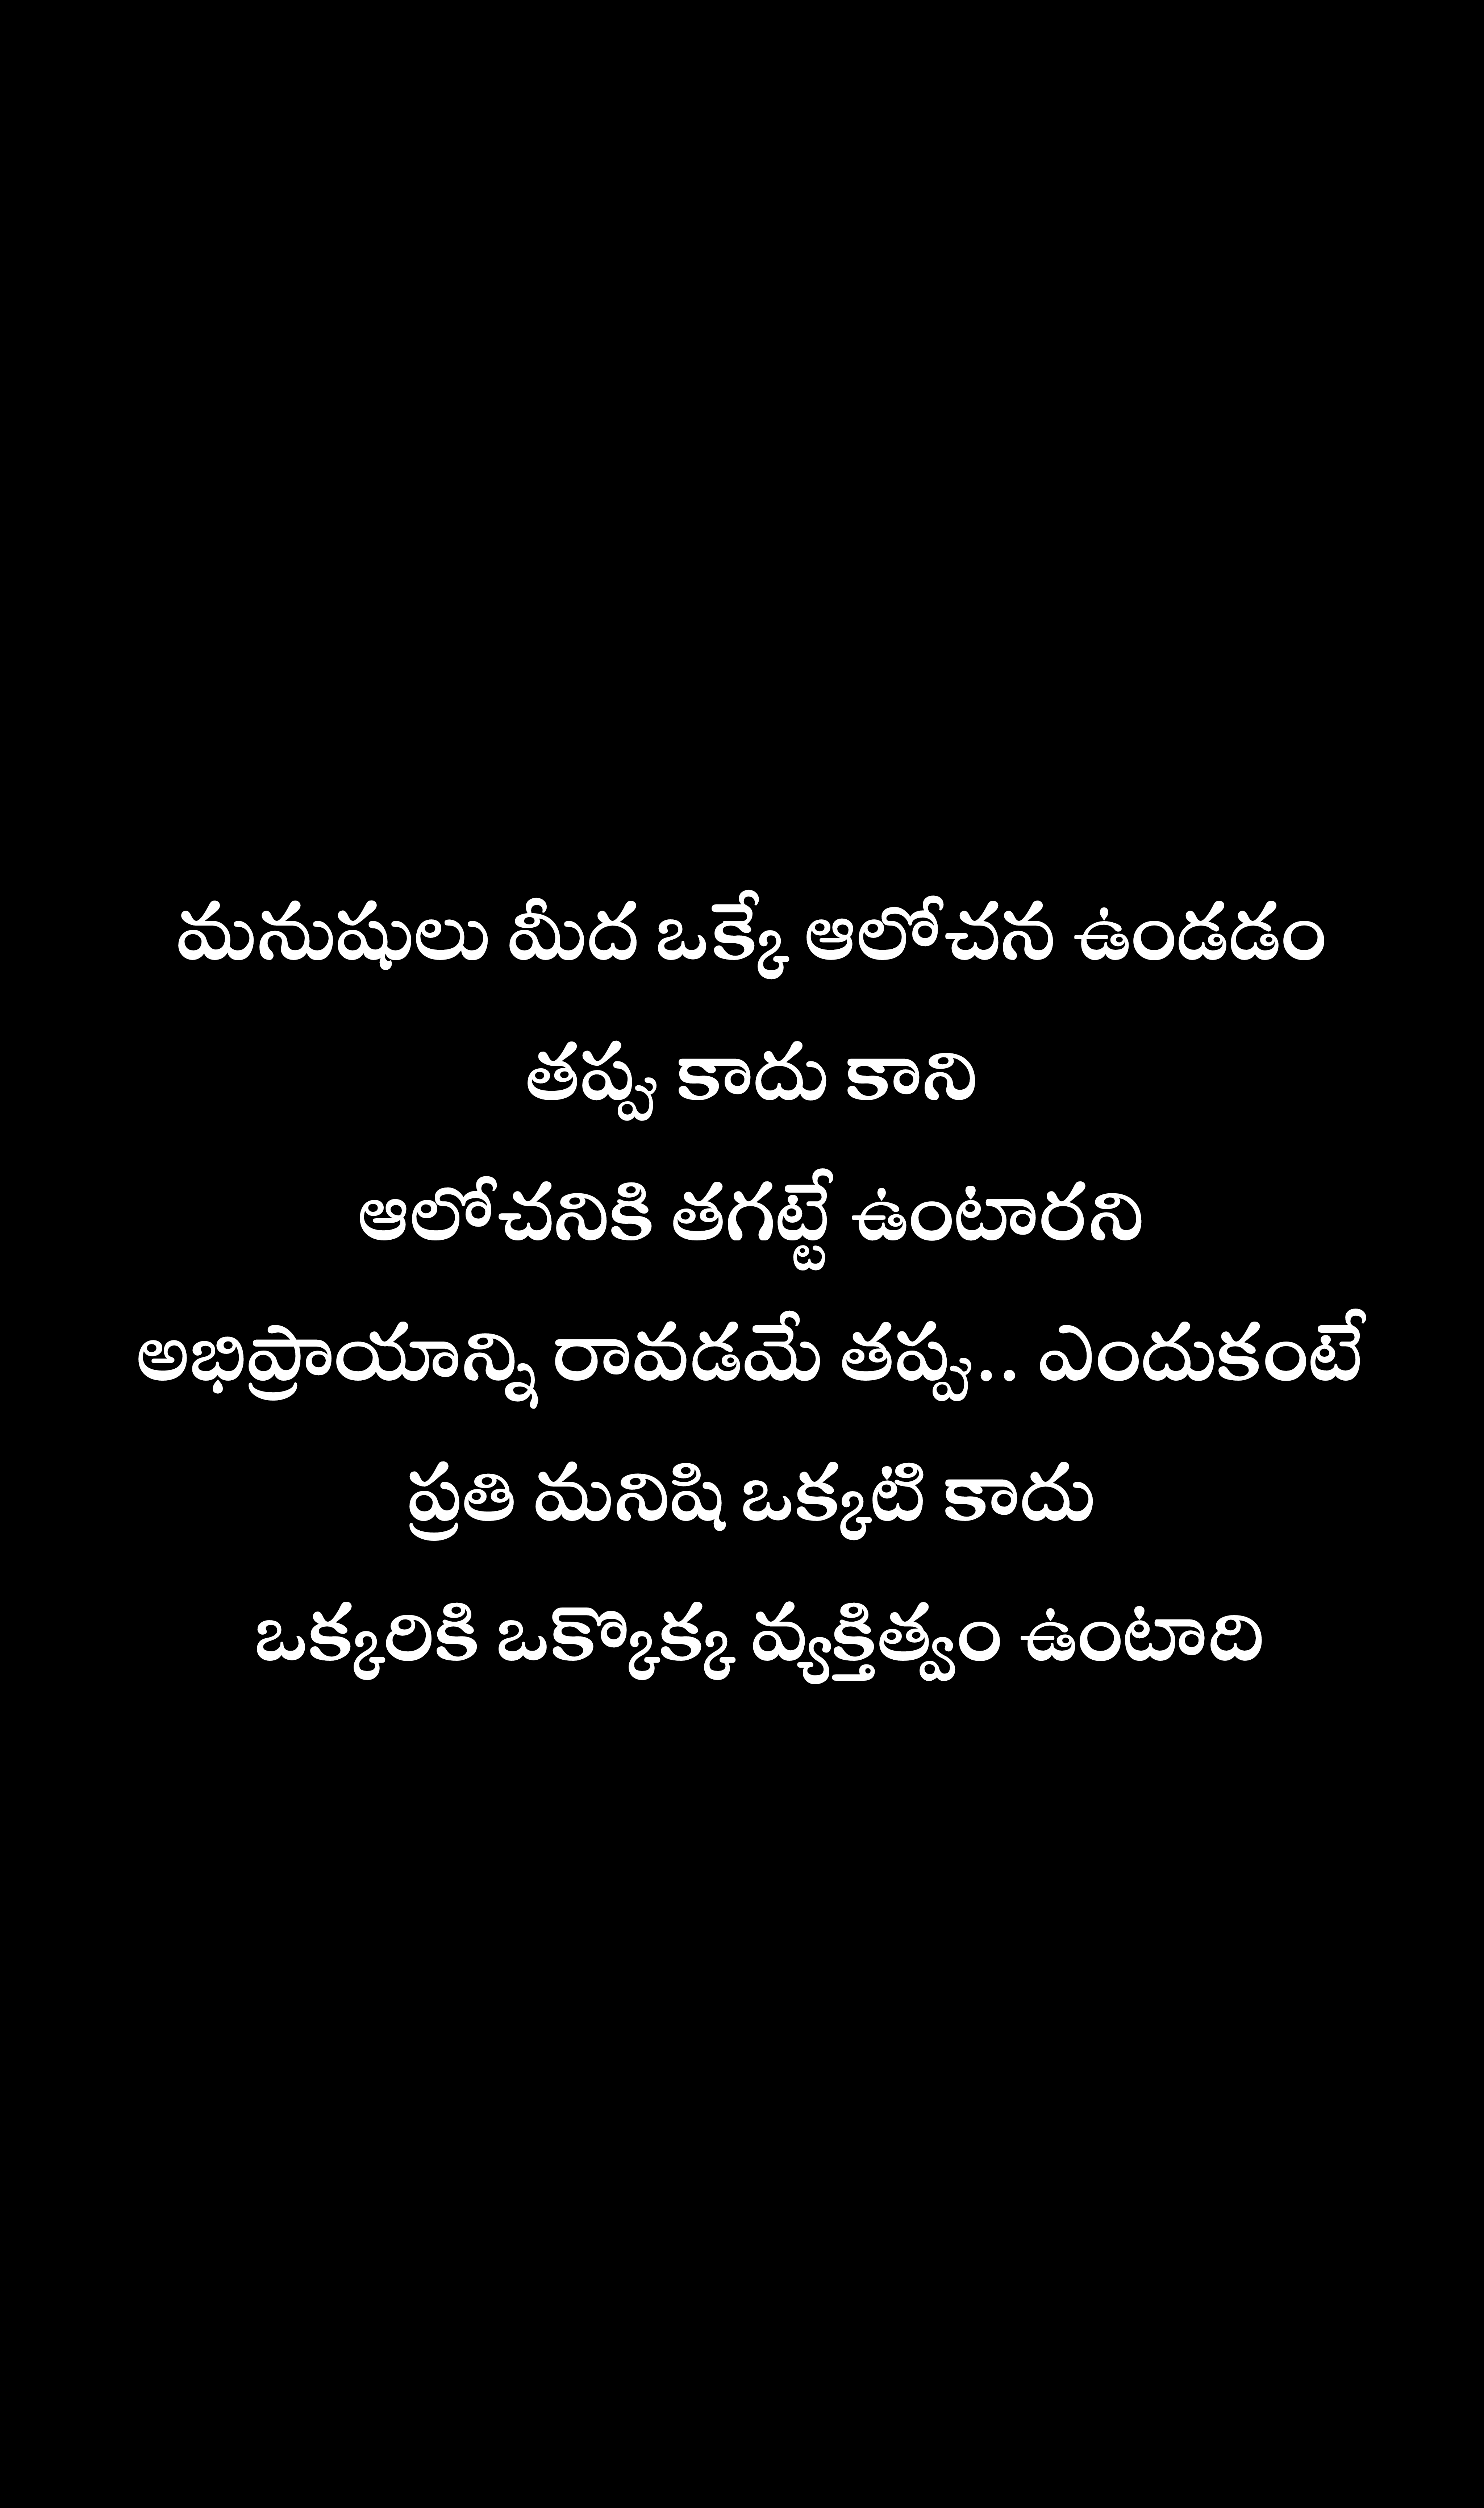 మనుషులు మీద ఒక్కే ఆలోచన ఉండడం
తప్పు కాదు కాని
ఆలోచనికి తగట్టే ఉంటారని
అభిప్రాయాన్ని రావడమే తప్పు.. ఎందుకంటే
ప్రతి మనిషి ఒక్కటి కాదు
ఒక్కరికి ఒక్కొక్క వ్యక్తిత్వం ఉంటాది